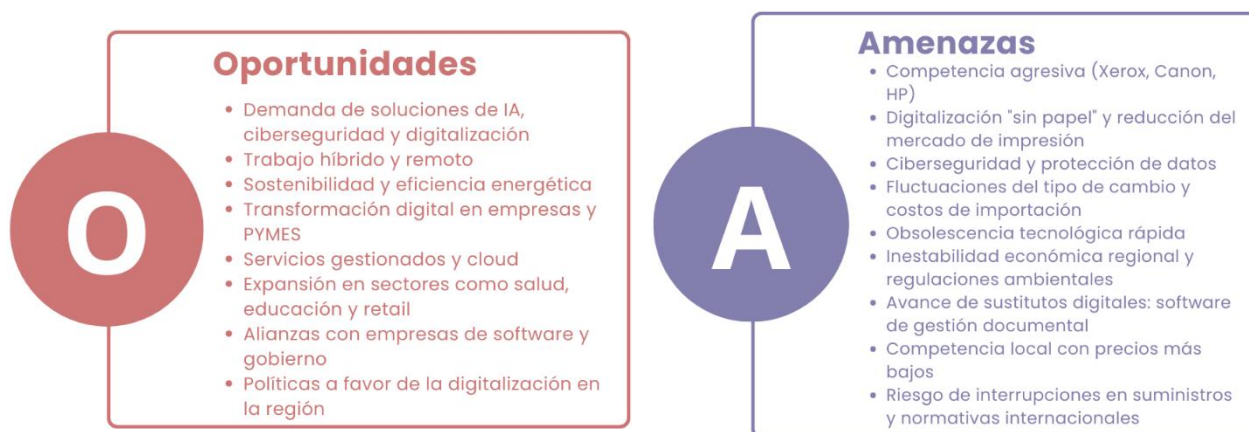 O
Oportunidades
• Demanda de soluciones de IA,
ciberseguridad y digitalización
• Trabajo híbrido y remoto
• Sostenibilidad y eficiencia energética
• Transformación digital en empresas y
PYMES
• Servicios gestionados y cloud
• Expansión en sectores como salud,
educación y retail
• Alianzas con empresas de software y
gobierno
• Políticas a favor de la digitalización en
la región
A
Amenazas
• Competencia agresiva (Xerox, Canon,
HP)
• Digitalización "sin papel" y reducción del
mercado de impresión
• Ciberseguridad y protección de datos
• Fluctuaciones del tipo de cambio y
costos de importación
• Obsolescencia tecnológica rápida
• Inestabilidad económica regional y
regulaciones ambientales
• Avance de sustitutos digitales: software
de gestión documental
• Competencia local con precios más
bajos
• Riesgo de interrupciones en suministros
y normativas internacionales